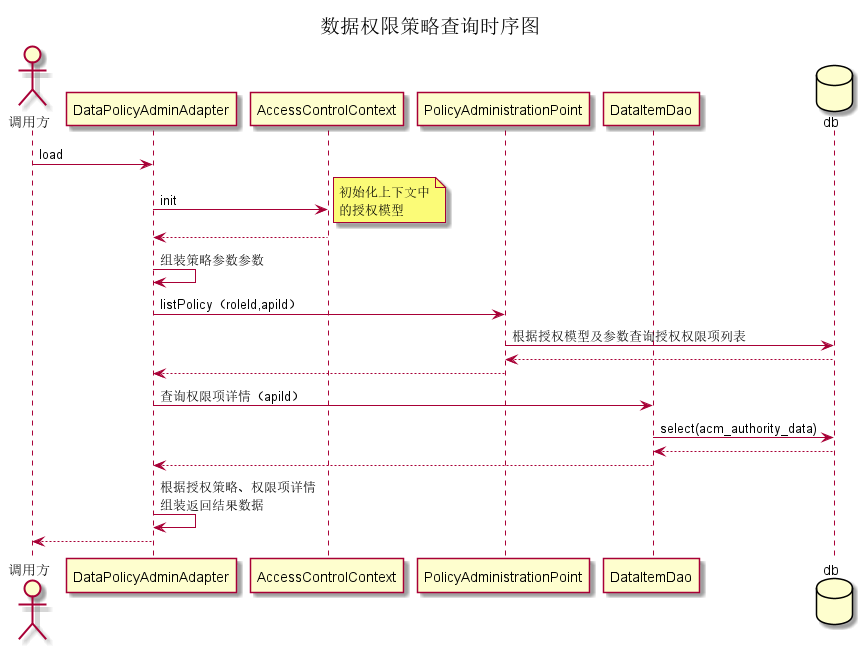 数据权限策略查询时序图
调用方
DataPolicyAdminAdapter
AccessControlContext
PolicyAdministrationPoint
DataItemDao
db
load
init
初始化上下文中
的授权模型
组装策略参数参数
listPolicy（roleId,apiId）
根据授权模型及参数查询授权权限项列表
查询权限项详情（apiId）
select(acm_authority_data)
根据授权策略、权限项详情
组装返回结果数据
调用方
DataPolicyAdminAdapter
AccessControlContext
PolicyAdministrationPoint
DataItemDao
db